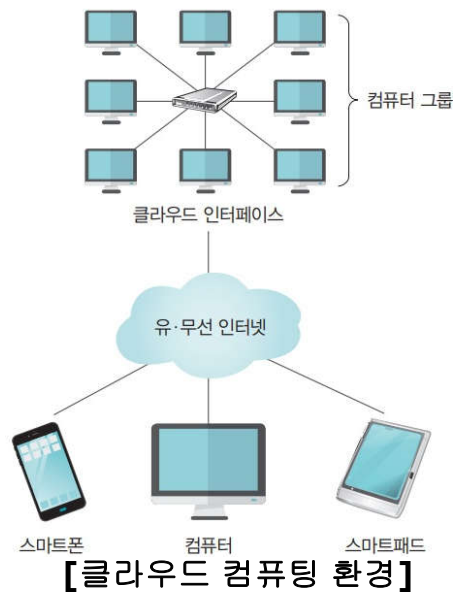 컴퓨터 그룹
클라우드 인터페이스
유·무선 인터넷
스마트폰 컴퓨터 스마트패드
[클라우드 컴퓨팅 환경]